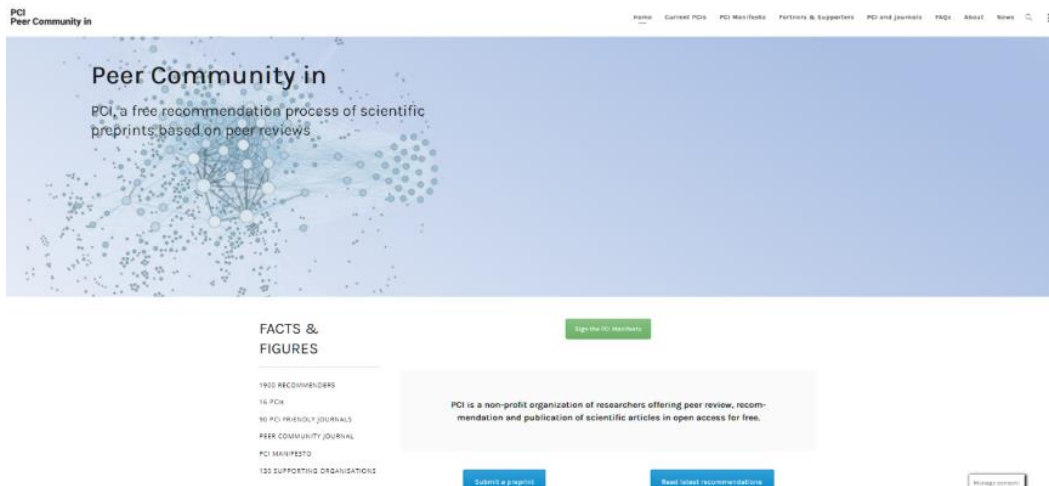 PCI
Peer Community in
Home Current PCIs PCI Manifesto Partners & Supporters PCI and journals FAQs About News
Peer Community in
PCI, a free recommendation process of scientific
preprints based on peer reviews
FACTS &
FIGURES
Sign the PCI Manifesto
1900 RECOMMENDERS
16 PCIs
PCI FRIENDLY JOURNALS
PEER COMMUNITY JOURNAL
PCI MANIFESTO
130 SUPPORTING ORGANISATIONS
PCI is a non-profit organization of researchers offering peer review, recom-
mendation and publication of scientific articles in open access for free.
Submit a preprint
Read latest recommendations
Manage consent